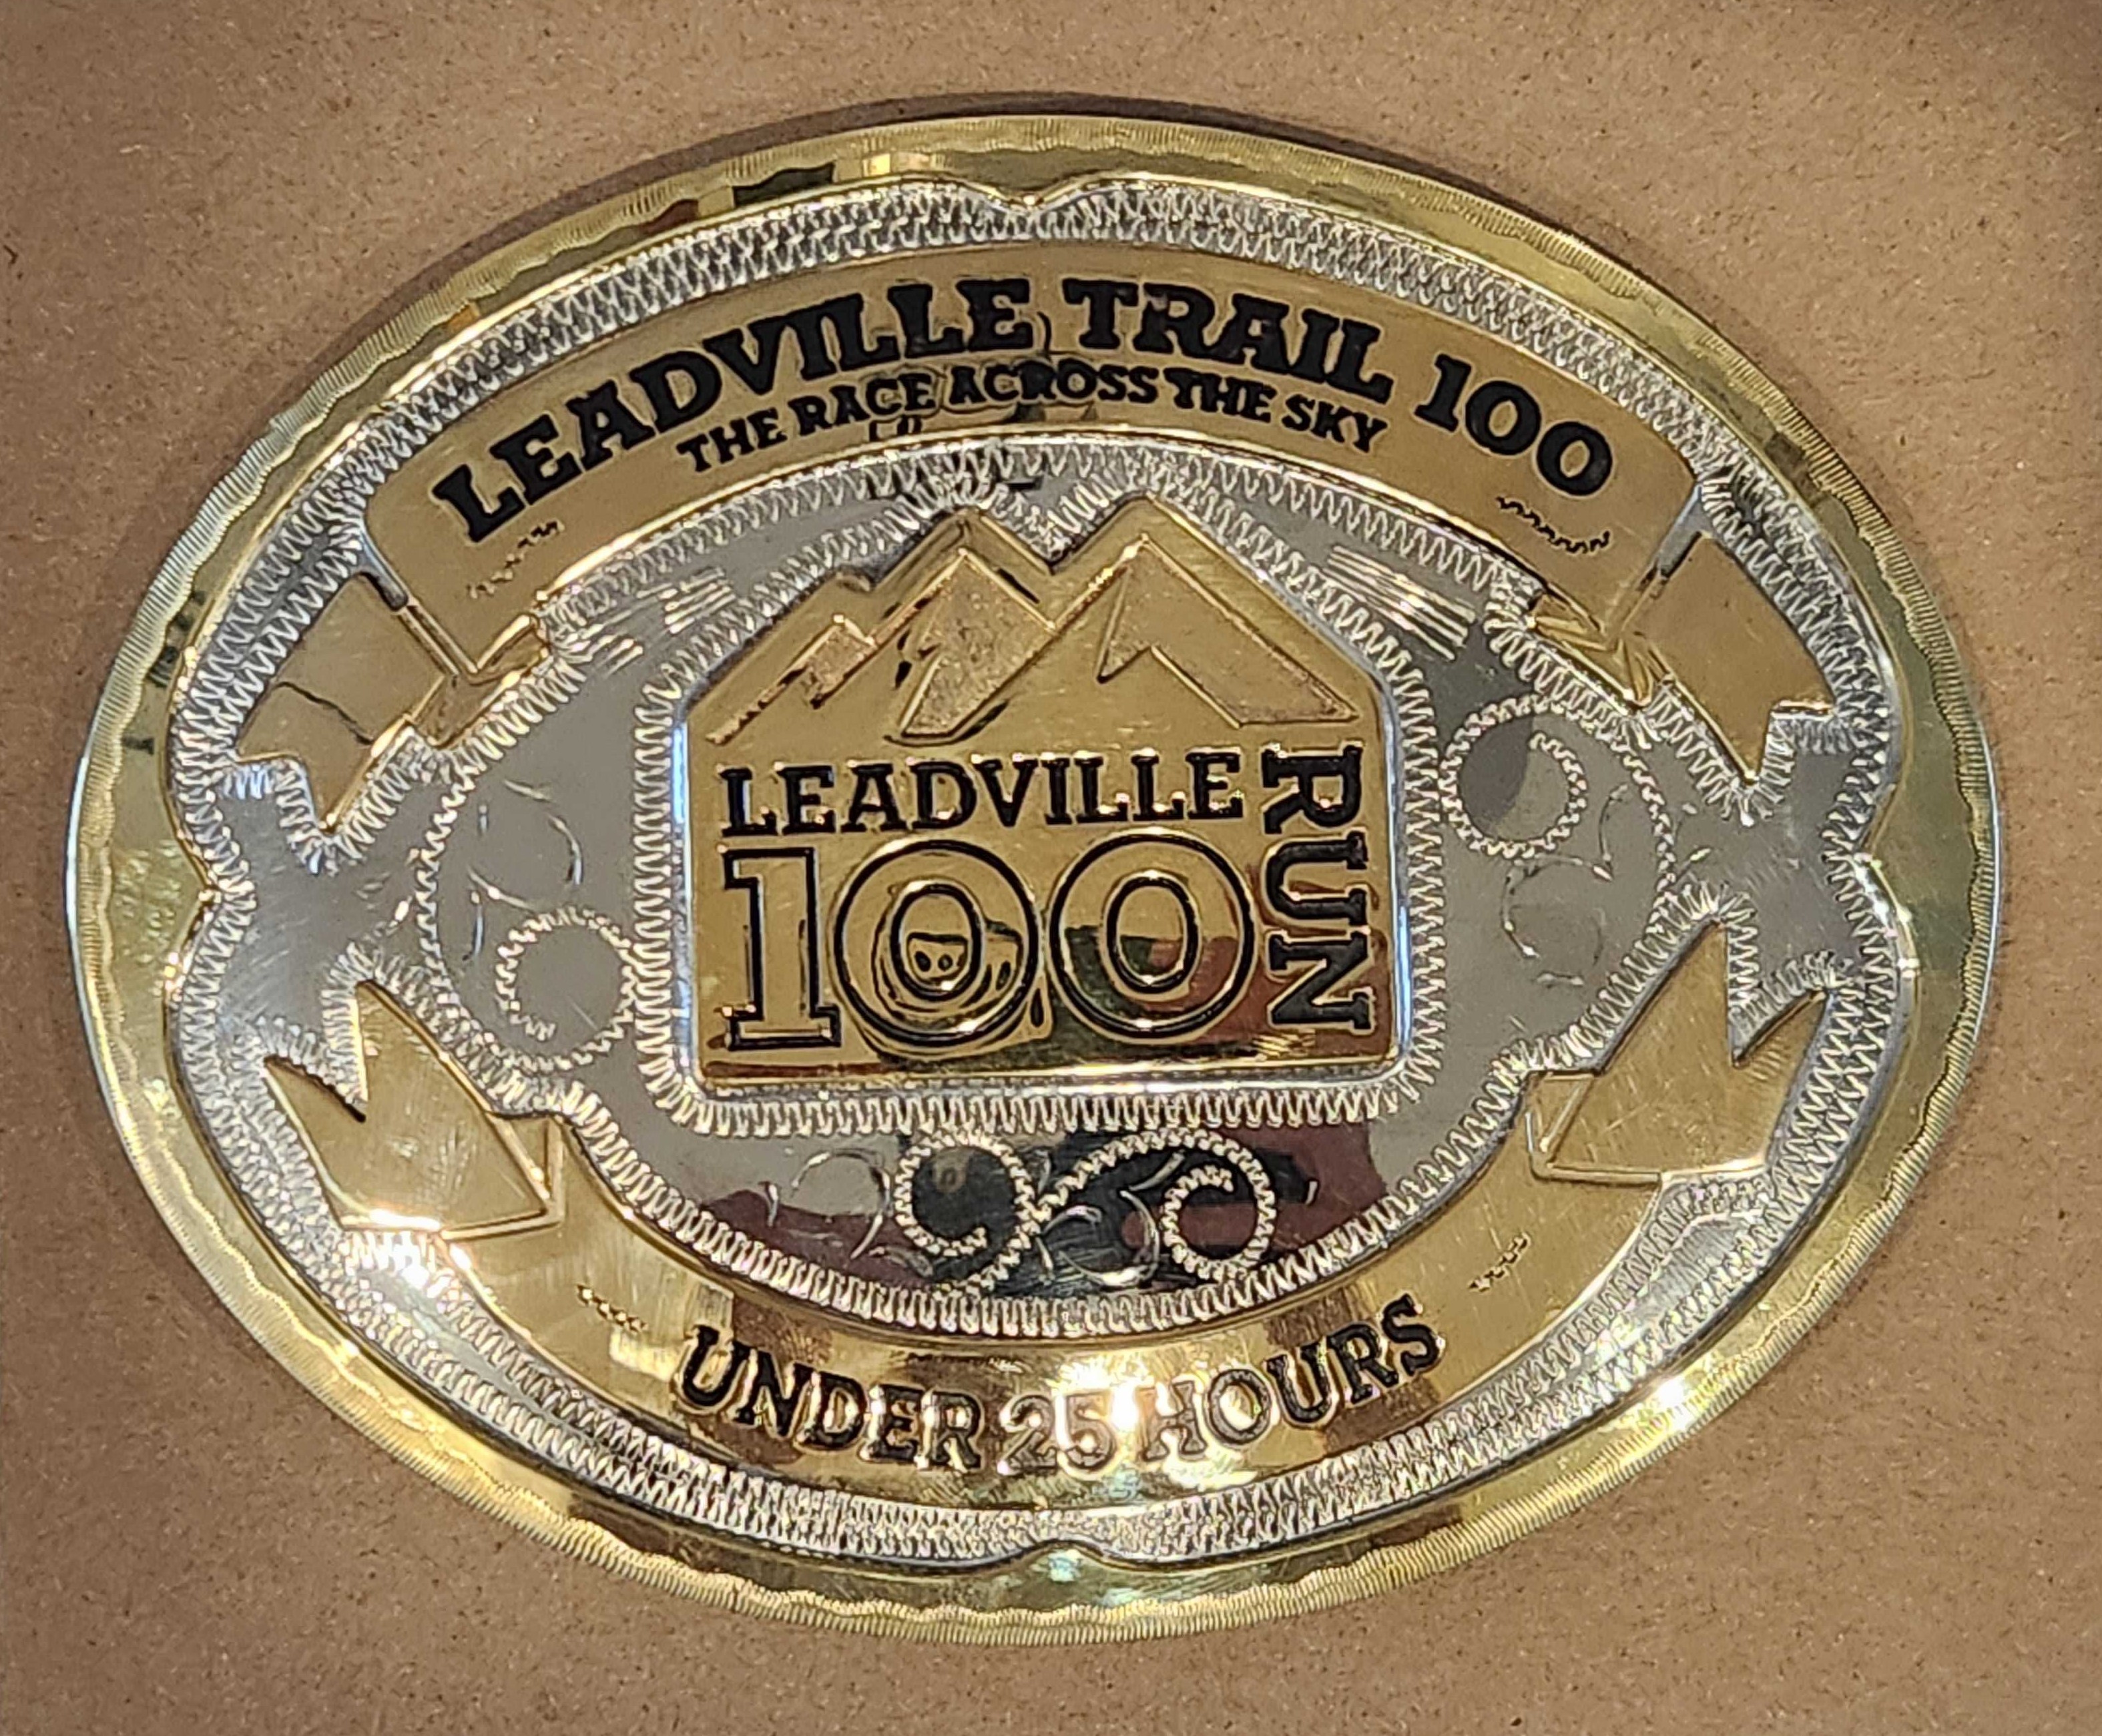 LEADVILLE TRAIL 100
THE RACE ACROSS THE SKY
LEADVILLE
100
RUN
UNDER 25 HOURS